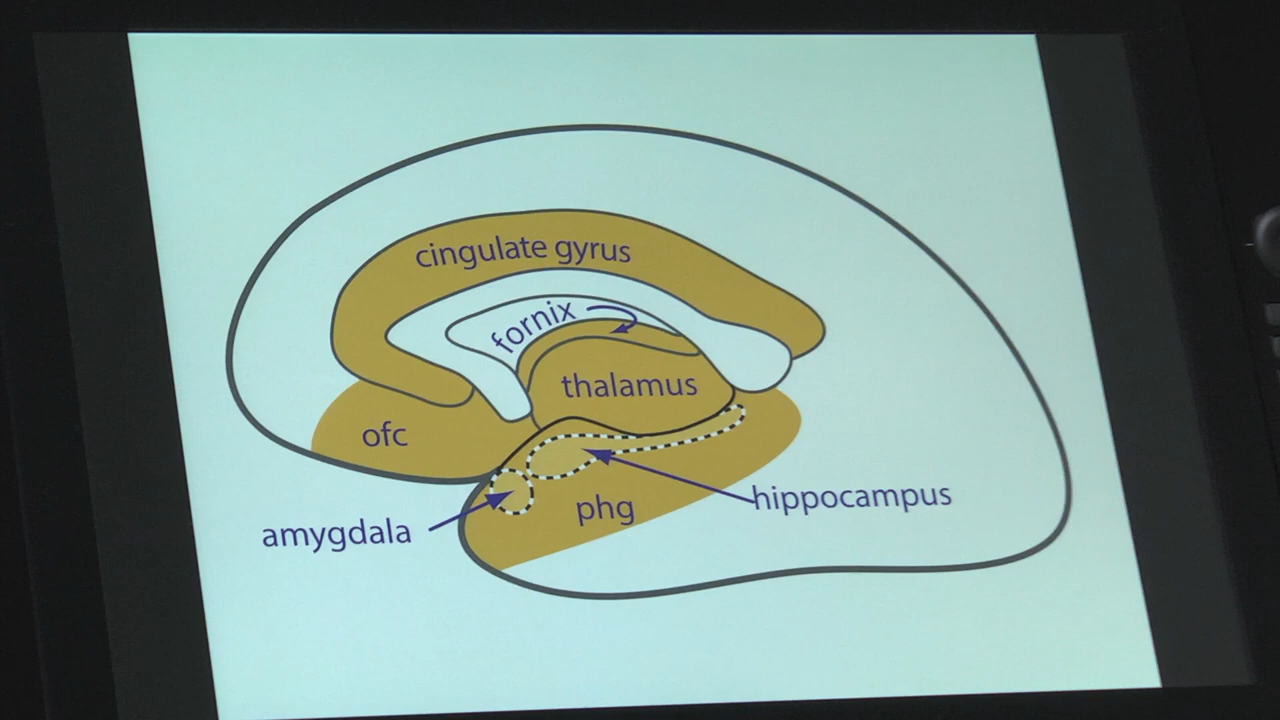 cingulate gyrus
fornix
thalamus
ofc
hippocampus
phg
amygdala